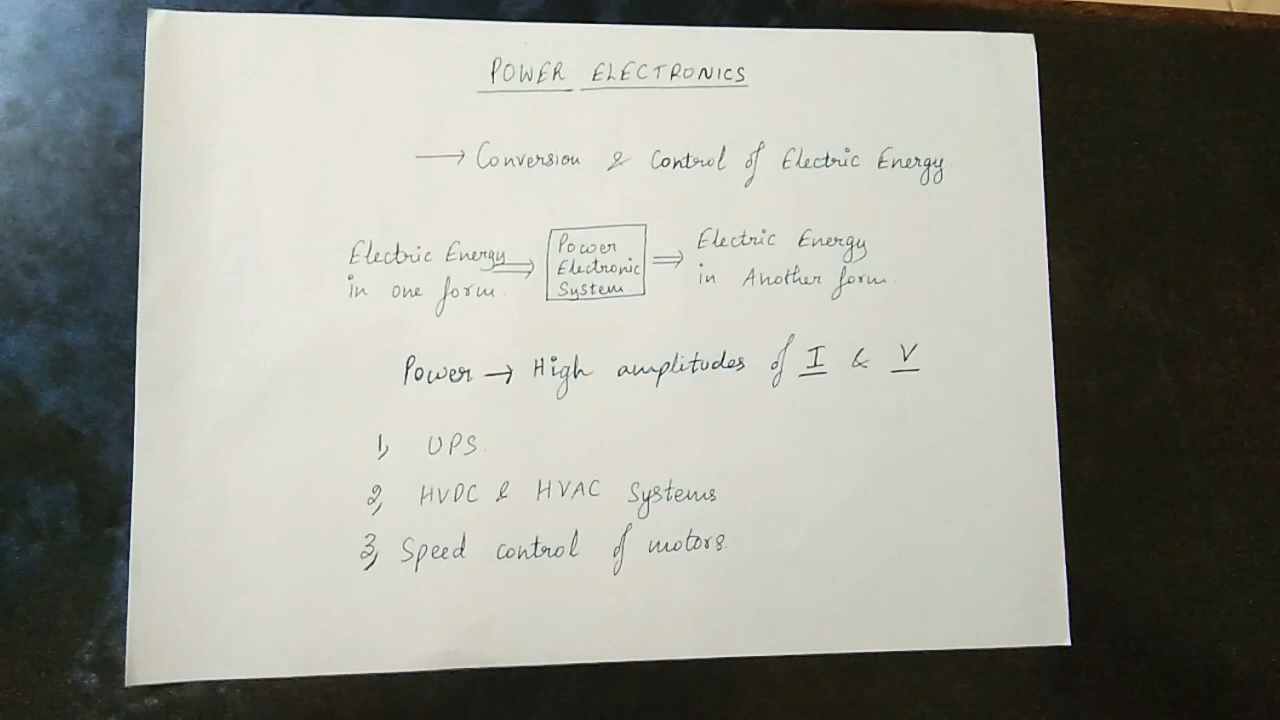 POWER ELECTRONICS
→ Conversion & Control of Electric Energy
Electric Energy
in one form.
⇒
Power
Electronic
System.
⇒
Electric Energy
in Another form.
Power → High amplitudes of I & V
1, UPS.
2, HVDC & HVAC Systems
3, Speed control of motors.